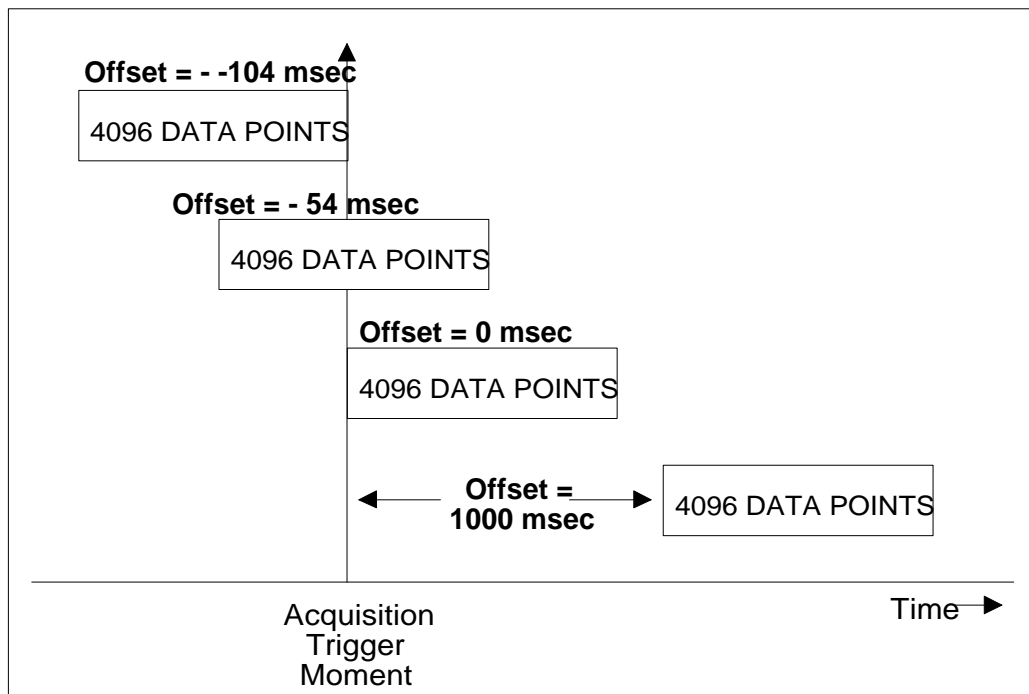 Offset = - -104 msec
4096 DATA POINTS
Offset = - 54 msec
4096 DATA POINTS
Offset = 0 msec
4096 DATA POINTS
Offset =
1000 msec
4096 DATA POINTS
Time
Acquisition
Trigger
Moment